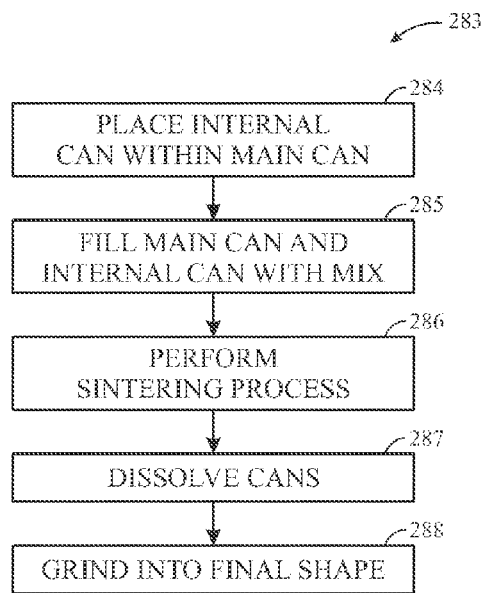 283
284
PLACE INTERNAL
CAN WITHIN MAIN CAN
285
FILL MAIN CAN AND
INTERNAL CAN WITH MIX
286
PERFORM
SINTERING PROCESS
287
DISSOLVE CANS
288
GRIND INTO FINAL SHAPE